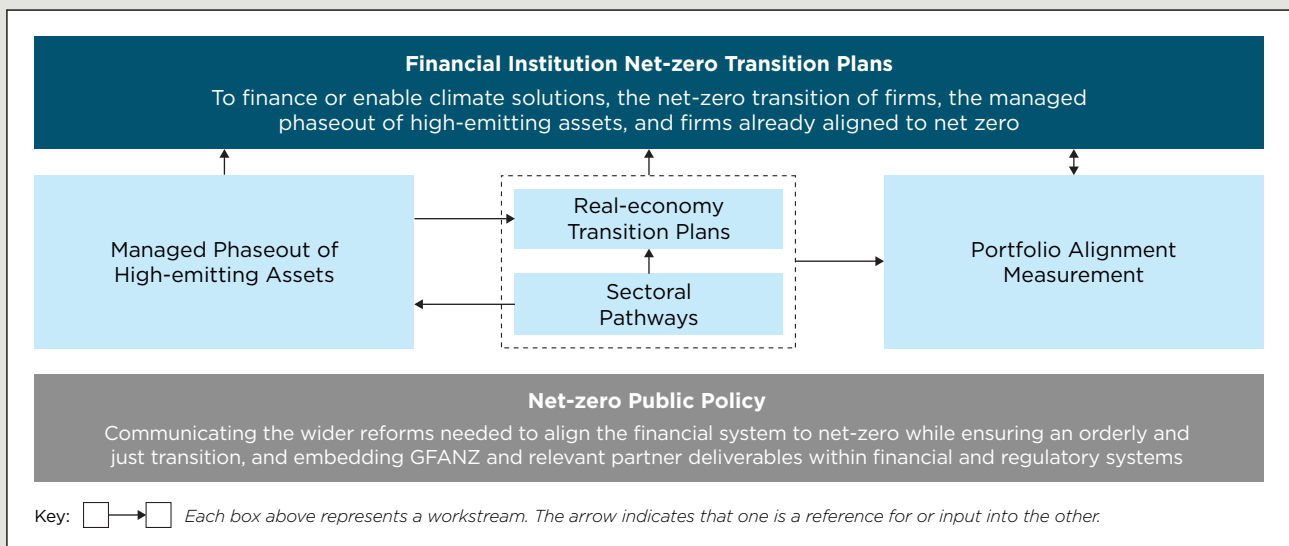 Financial Institution Net-zero Transition Plans
To finance or enable climate solutions, the net-zero transition of firms, the managed
phaseout of high-emitting assets, and firms already aligned to net zero
Managed Phaseout of
High-emitting Assets
Real-economy
Transition Plans
Sectoral
Pathways
Portfolio Alignment
Measurement
Net-zero Public Policy
Communicating the wider reforms needed to align the financial system to net-zero while ensuring an orderly and
just transition, and embedding GFANZ and relevant partner deliverables within financial and regulatory systems
Key: Each box above represents a workstream. The arrow indicates that one is a reference for or input into the other.